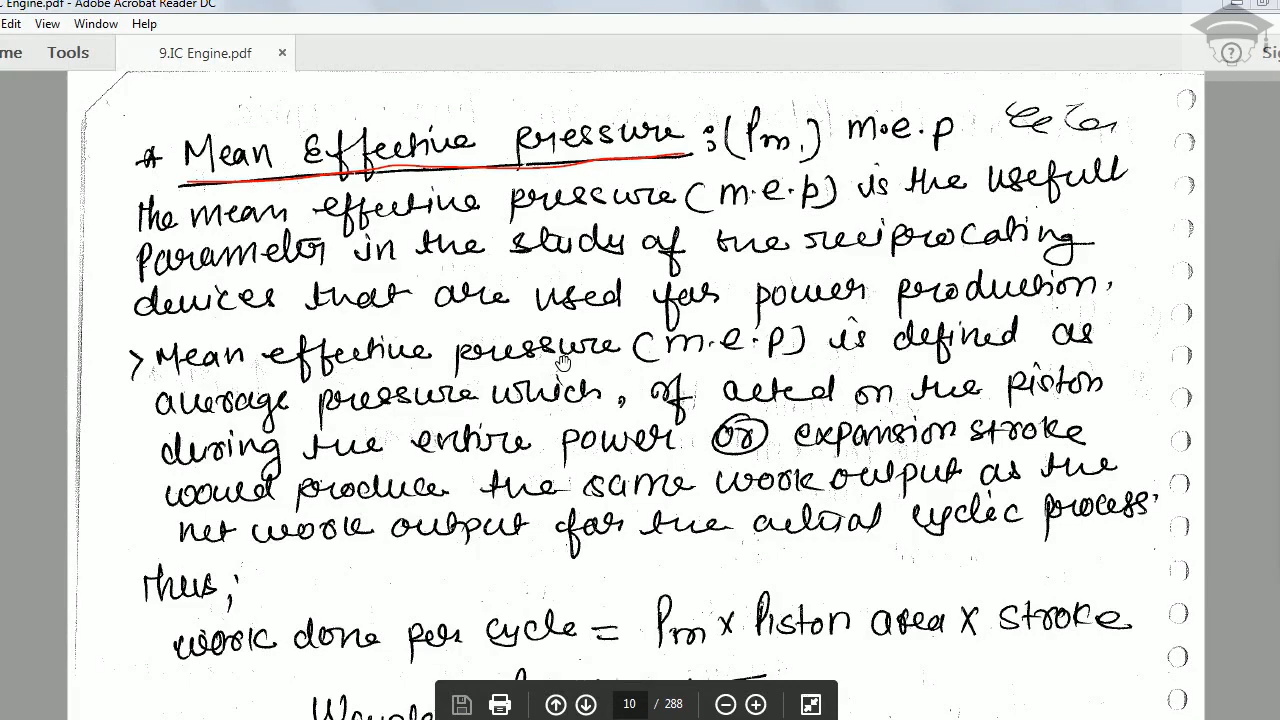 C Engine.pdf - Adobe Acrobat Reader DC
Edit View Window Help
me Tools 9.IC Engine.pdf ×
* Mean Effective pressure : (Pm.) m.e.p
the mean effective pressure (m.e.p) is the usefull
Parameter in the study of the reciprocating
devices that are used for power production.
> Mean effective pressure (m.e.p) is defined as
average pressure which, if acted on the piston
during the entire power or expansion stroke
would produce the same work output as the
net work output for the actual cyclic process.
thus;
work done per cycle = Pm x Piston area x stroke
10 / 288